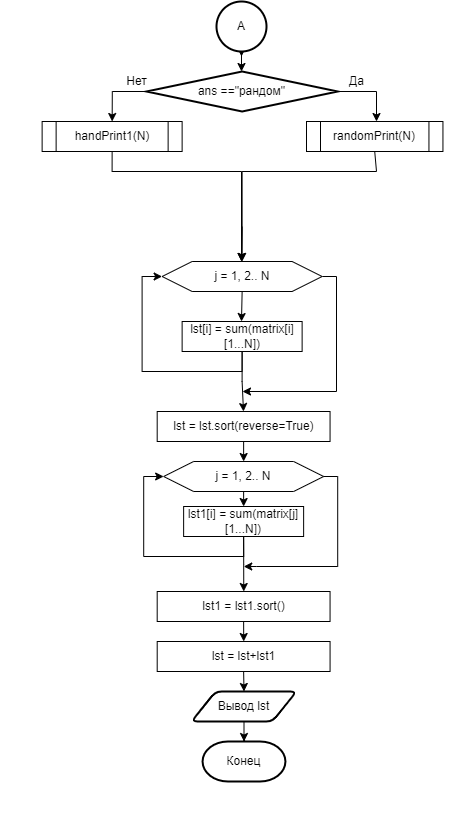 A
ans =="рандом"
Нет
Да
handPrint1(N)
randomPrint(N)
j = 1, 2.. N
lst[i] = sum(matrix[i]
[1...N])
lst = lst.sort(reverse=True)
j = 1, 2.. N
lst1[i] = sum(matrix[j]
[1...N])
lst1 = lst1.sort()
lst = lst+lst1
Вывод lst
Конец